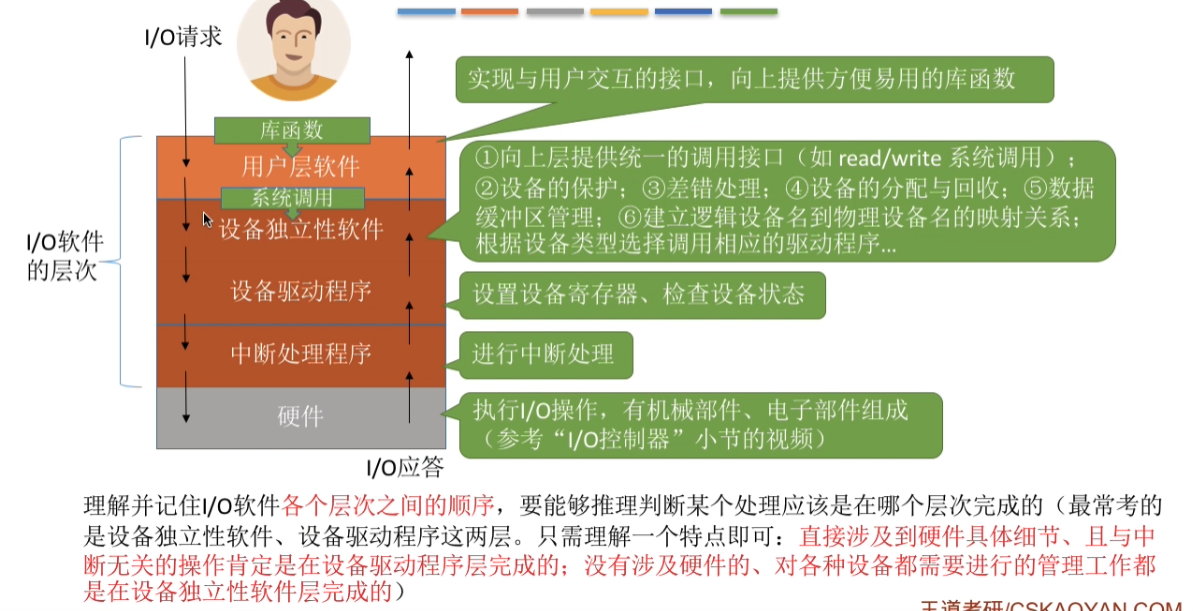 I/O请求
实现与用户交互的接口，向上提供方便易用的库函数
库函数
用户层软件
系统调用
设备独立性软件
①向上层提供统一的调用接口（如 read/write 系统调用）；
②设备的保护；③差错处理；④设备的分配与回收；⑤数据
缓冲区管理；⑥建立逻辑设备名到物理设备名的映射关系；
根据设备类型选择调用相应的驱动程序...
I/O软件
的层次
设备驱动程序
设置设备寄存器、检查设备状态
中断处理程序
进行中断处理
硬件
执行I/O操作，有机械部件、电子部件组成
（参考“I/O控制器”小节的视频）
I/O应答
理解并记住I/O软件各个层次之间的顺序，要能够推理判断某个处理应该是在哪个层次完成的（最常考的
是设备独立性软件、设备驱动程序这两层。只需理解一个特点即可：直接涉及到硬件具体细节、且与中
断无关的操作肯定是在设备驱动程序层完成的；没有涉及硬件的、对各种设备都需要进行的管理工作都
是在设备独立性软件层完成的）
王道考研/CSKAOYAN.COM